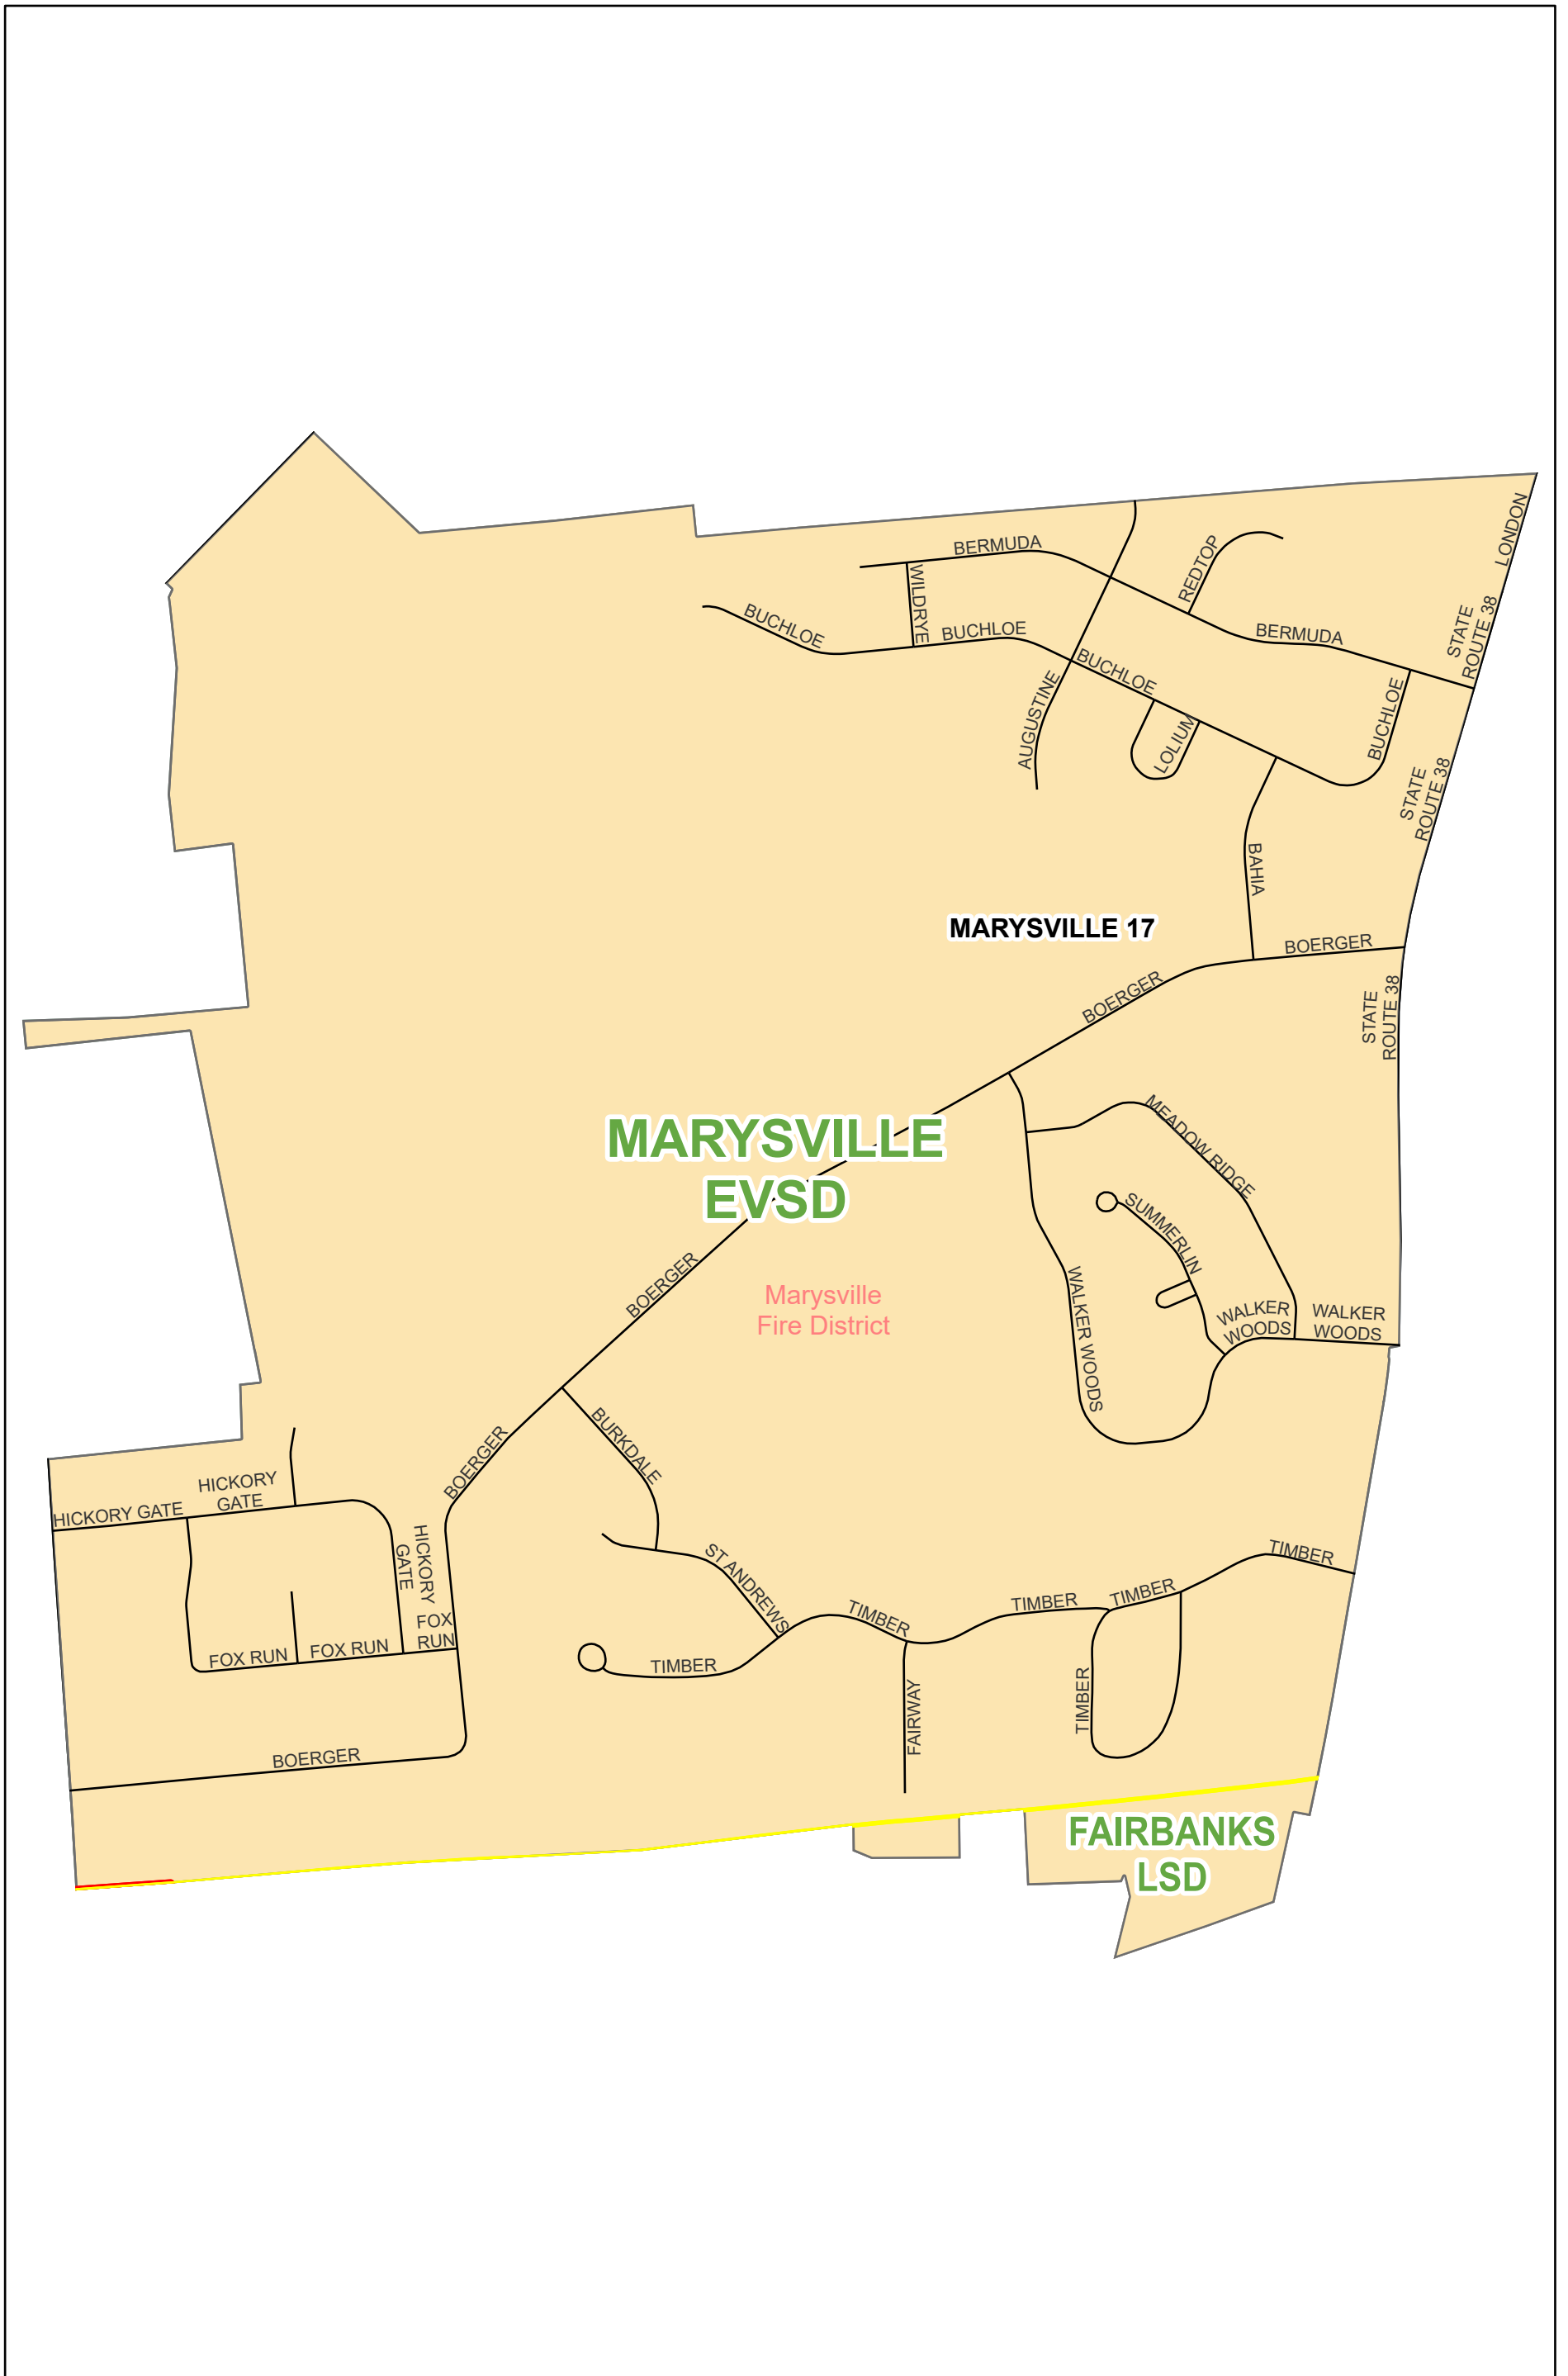 LONDON
BERMUDA
REDTOP
WILDRYE
STATE
ROUTE 38
BUCHLOE
BUCHLOE
BERMUDA
BUCHLOE
AUGUSTINE
BUCHLOE
LOLIUM
STATE
ROUTE 38
BAHIA
MARYSVILLE 17
BOERGER
BOERGER
STATE
ROUTE 38
MARYSVILLE
EVSD
MEADOW RIDGE
SUMMERLIN
BOERGER
Marysville
Fire District
WALKER WOODS
WALKER
WOODS
WALKER
WOODS
BURKDALE
BOERGER
HICKORY GATE
HICKORY
GATE
HICKORY
GATE
ST ANDREWS
TIMBER
TIMBER
TIMBER
TIMBER
FOX
RUN
FOX RUN
FOX RUN
TIMBER
TIMBER
FAIRWAY
BOERGER
FAIRBANKS
LSD